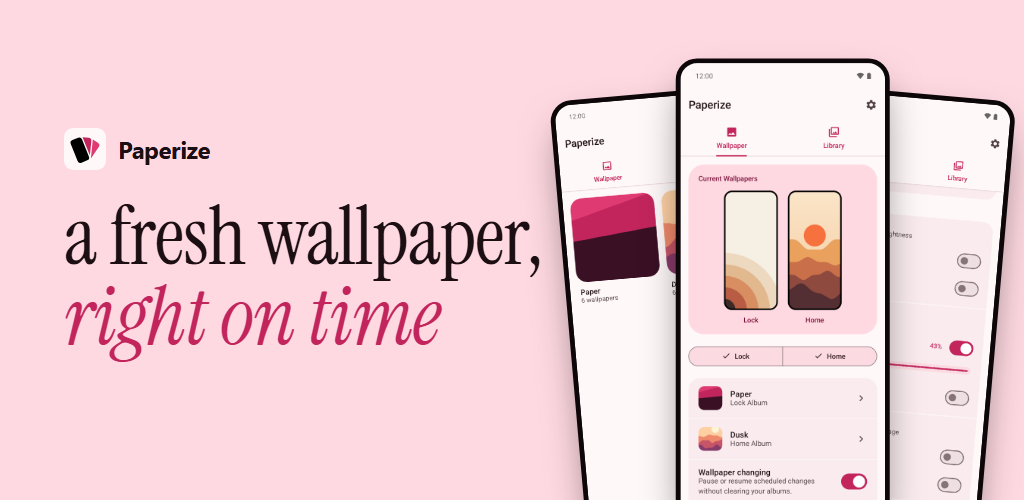 Paperize
a fresh wallpaper,
right on time
12:00
Paperize
Wallpaper
Paper
6 wallpapers
12:00
Paperize
Wallpaper
Library
Current Wallpapers
Lock
Home
Lock
Home
Paper
Lock Album
Dusk
Home Album
Wallpaper changing
Pause or resume scheduled changes
without clearing your albums.
Library
43%